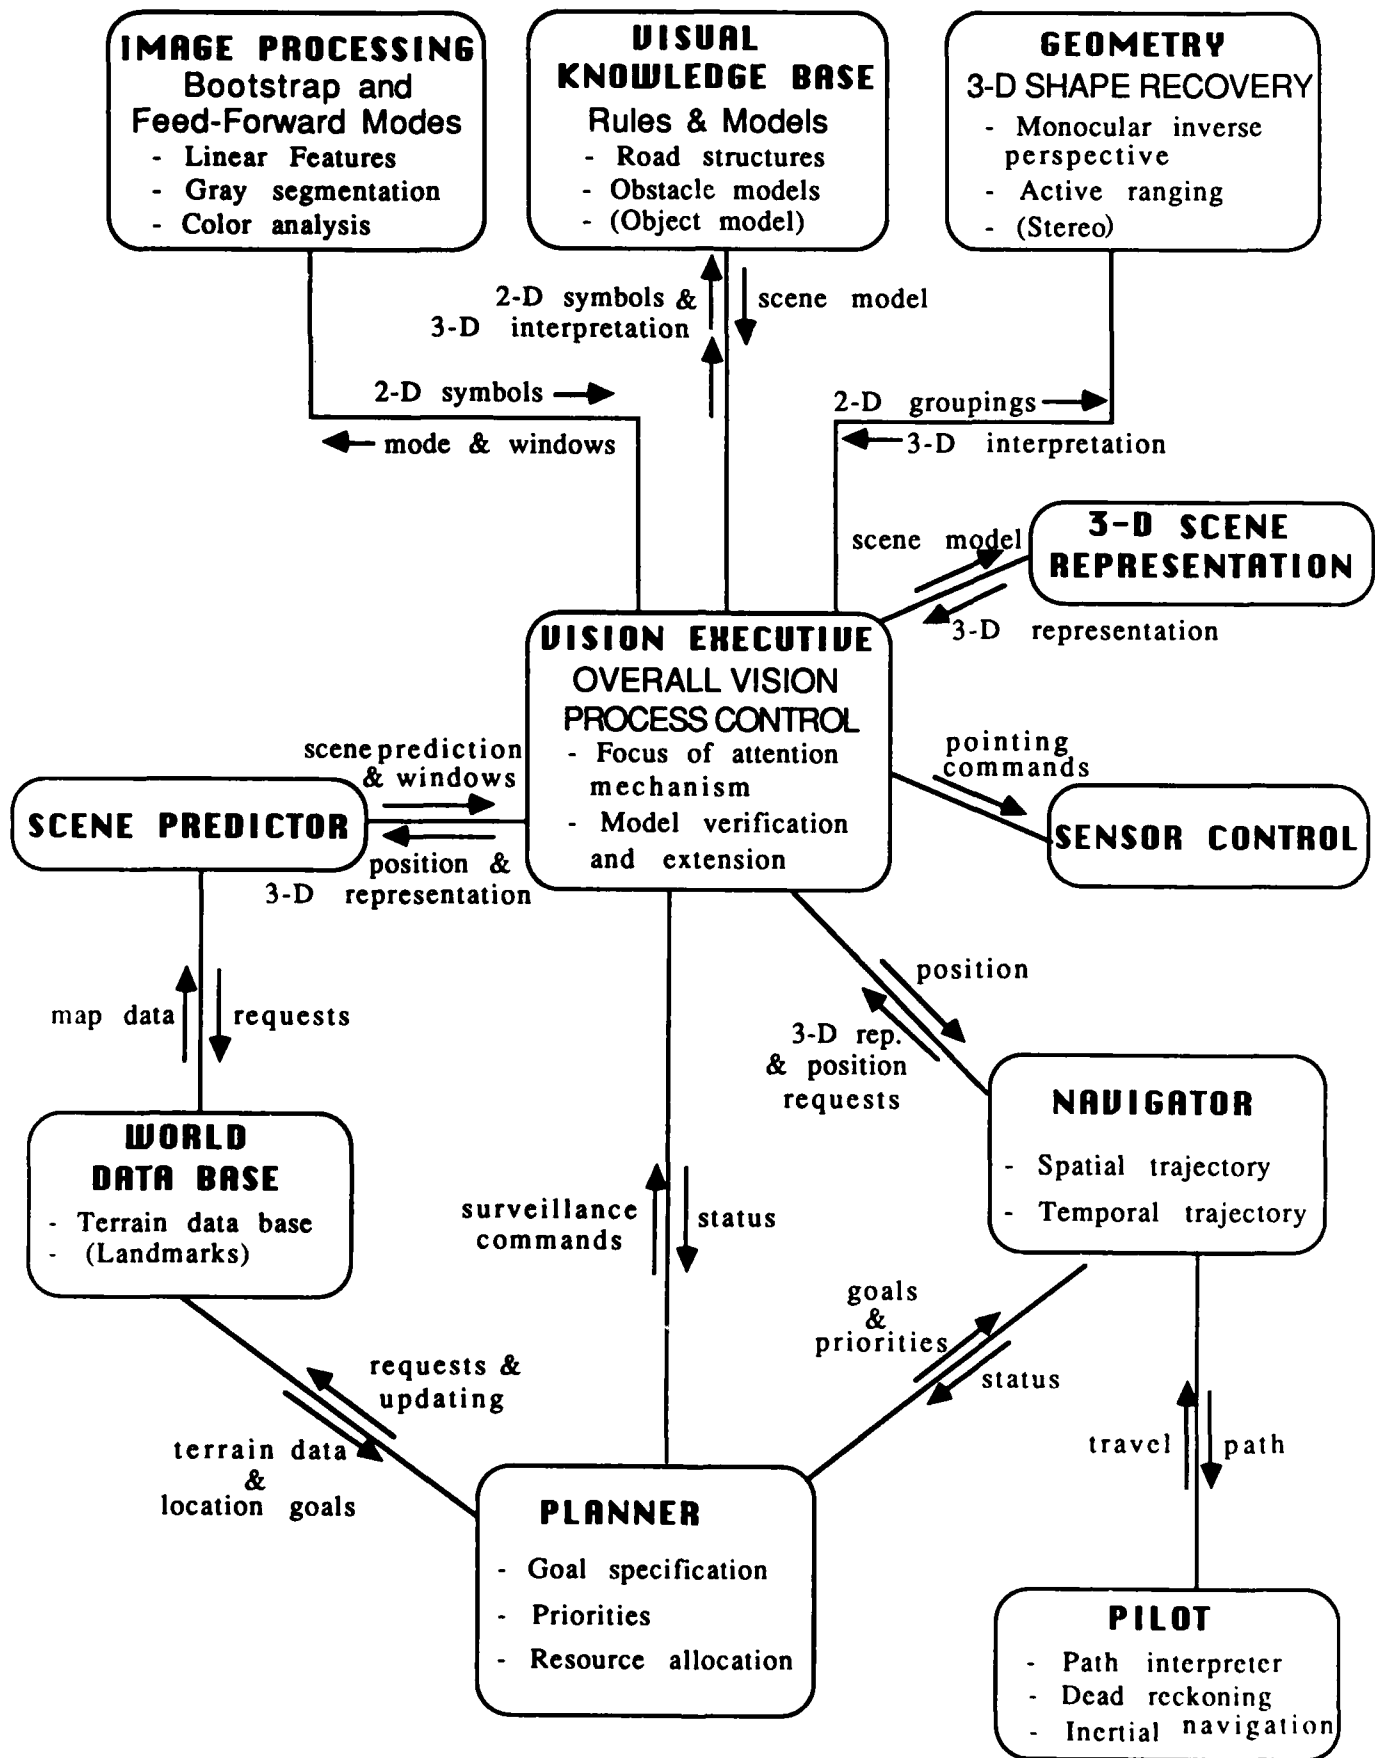 IMAGE PROCESSING
Bootstrap and
Feed-Forward Modes
- Linear Features
- Gray segmentation
- Color analysis
VISUAL
KNOWLEDGE BASE
Rules & Models
- Road structures
- Obstacle models
- (Object model)
GEOMETRY
3-D SHAPE RECOVERY
- Monocular inverse
perspective
- Active ranging
- (Stereo)
2-D symbols &
3-D interpretation
scene model
2-D symbols
mode & windows
2-D groupings
3-D interpretation
scene model
3-D SCENE
REPRESENTATION
3-D representation
VISION EXECUTIVE
OVERALL VISION
PROCESS CONTROL
- Focus of attention
mechanism
- Model verification
and extension
pointing
commands
SENSOR CONTROL
scene prediction
& windows
SCENE PREDICTOR
position &
3-D representation
map data
requests
position
3-D rep.
& position
requests
WORLD
DATA BASE
- Terrain data base
- (Landmarks)
NAVIGATOR
- Spatial trajectory
- Temporal trajectory
surveillance
commands
status
goals
&
priorities
status
requests &
updating
terrain data
&
location goals
travel
path
PLANNER
- Goal specification
- Priorities
- Resource allocation
PILOT
- Path interpreter
- Dead reckoning
- Inertial navigation